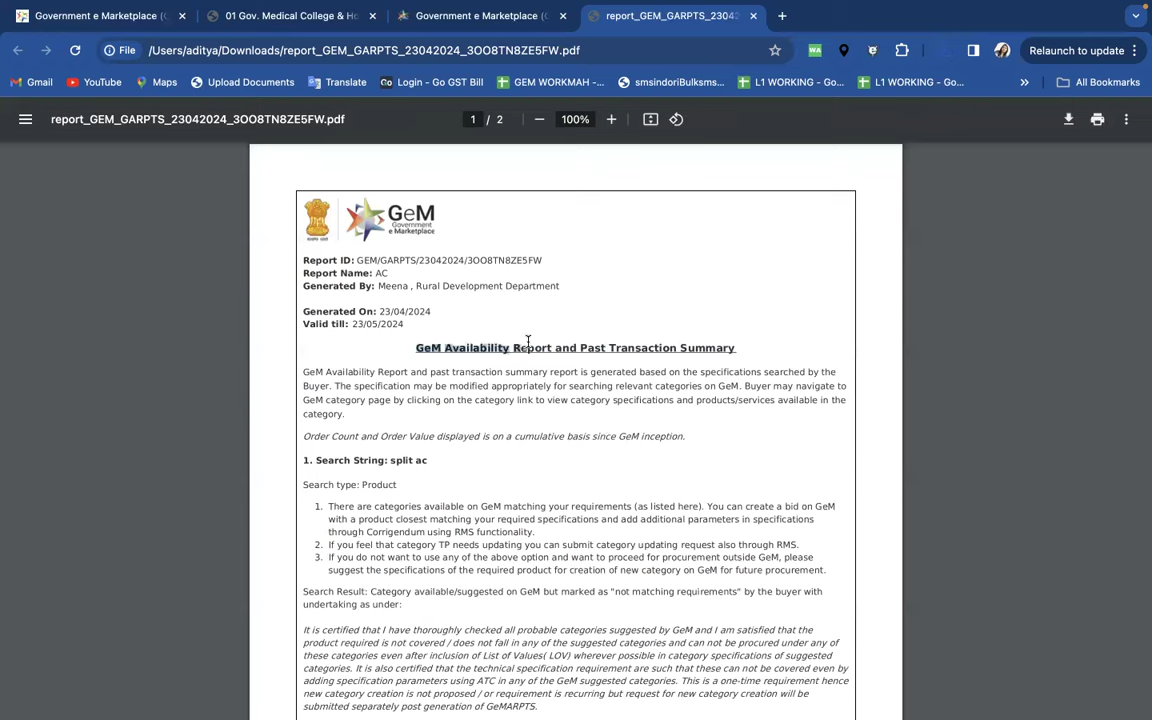 Government e Marketplace (G
01 Gov. Medical College & Ho
Government e Marketplace (G
report_GEM_GARPTS_23042
File
/Users/aditya/Downloads/report_GEM_GARPTS_23042024_3OO8TN8ZE5FW.pdf
WA
Relaunch to update
Gmail
YouTube
Maps
Upload Documents
Translate
Co
Login - Go GST Bill
GEM WORKMAH -...
smsindoriBulksms...
L1 WORKING - Go...
L1 WORKING - Go...
»
All Bookmarks
report_GEM_GARPTS_23042024_3OO8TN8ZE5FW.pdf
1 / 2
100%
GeM
Government
e Marketplace
Report ID: GEM/GARPTS/23042024/3OO8TN8ZE5FW
Report Name: AC
Generated By: Meena , Rural Development Department
Generated On: 23/04/2024
Valid till: 23/05/2024
GeM Availability Report and Past Transaction Summary
GeM Availability Report and past transaction summary report is generated based on the specifications searched by the
Buyer. The specification may be modified appropriately for searching relevant categories on GeM. Buyer may navigate to
GeM category page by clicking on the category link to view category specifications and products/services available in the
category.
Order Count and Order Value displayed is on a cumulative basis since GeM inception.
1. Search String: split ac
Search type: Product
1. There are categories available on GeM matching your requirements (as listed here). You can create a bid on GeM
with a product closest matching your required specifications and add additional parameters in specifications
through Corrigendum using RMS functionality.
2. If you feel that category TP needs updating you can submit category updating request also through RMS.
3. If you do not want to use any of the above option and want to proceed for procurement outside GeM, please
suggest the specifications of the required product for creation of new category on GeM for future procurement.
Search Result: Category available/suggested on GeM but marked as "not matching requirements" by the buyer with
undertaking as under:
It is certified that I have thoroughly checked all probable categories suggested by GeM and I am satisfied that the
product required is not covered / does not fall in any of the suggested categories and can not be procured under any of
these categories even after inclusion of List of Values( LOV) wherever possible in category specifications of suggested
categories. It is also certified that the technical specification requirement are such that these can not be covered even by
adding specification parameters using ATC in any of the GeM suggested categories. This is a one-time requirement hence
new category creation is not proposed / or requirement is recurring but request for new category creation will be
submitted separately post generation of GeMARPTS.